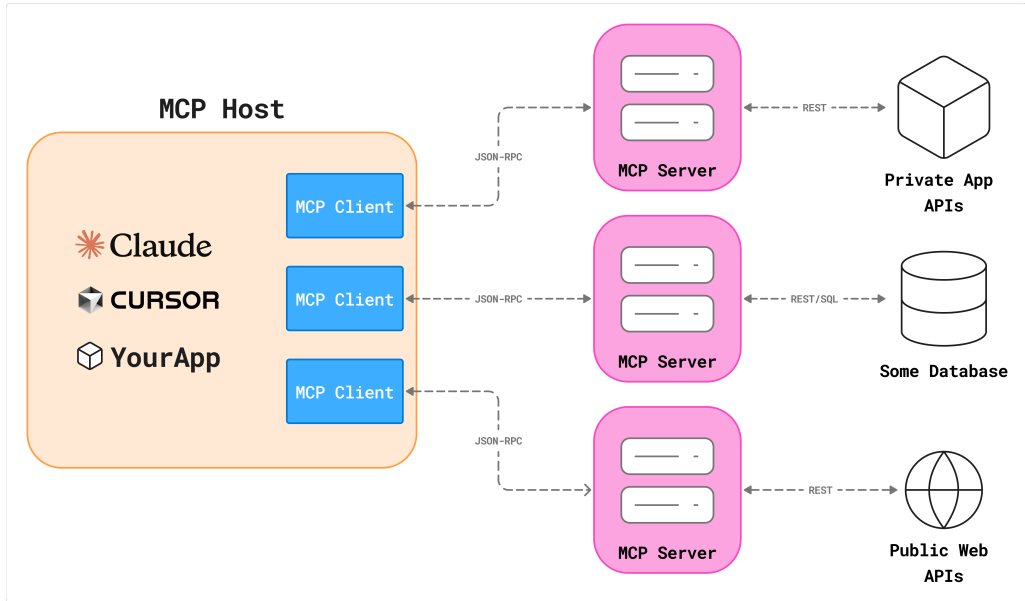 MCP Host
Claude
CURSOR
YourApp
MCP Client
MCP Client
MCP Client
JSON-RPC
JSON-RPC
JSON-RPC
MCP Server
MCP Server
MCP Server
REST
REST/SQL
REST
Private App
APIs
Some Database
Public Web
APIs